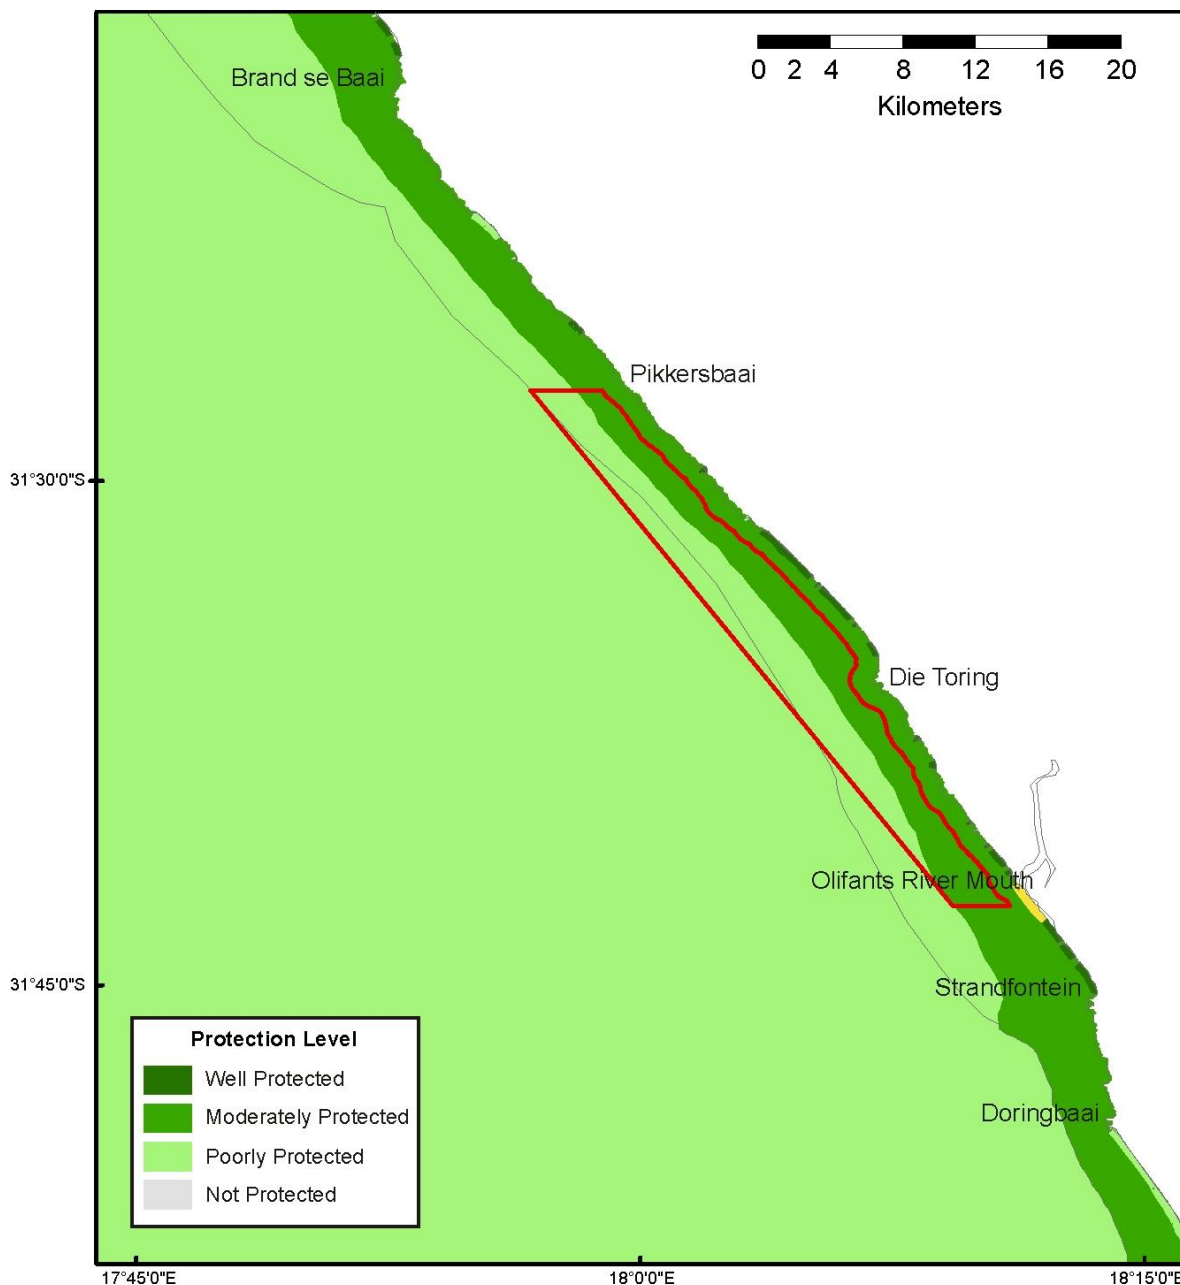 Brand se Baai
0 2 4 8 12 16 20
Kilometers
Pikkersbaai
31°30'0"S
Die Toring
Olifants River Mouth
31°45'0"S
Strandfontein
Protection Level
Well Protected
Moderately Protected
Doringbaai
Poorly Protected
Not Protected
17°45'0"E 18°0'0"E 18°15'0"E